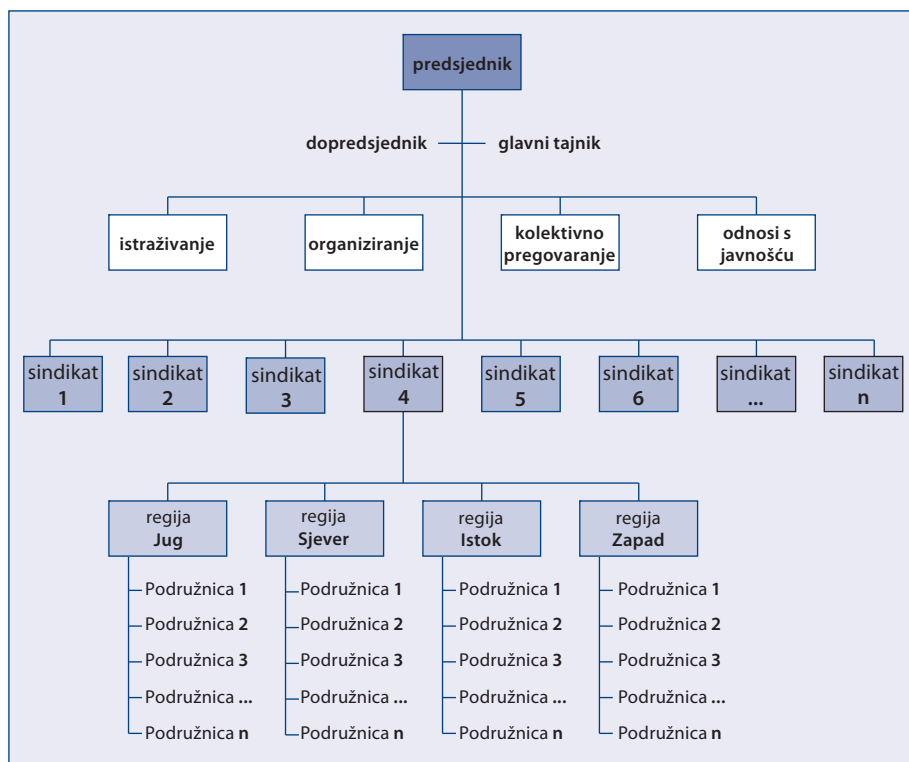 predsjednik
dopredsjednik
glavni tajnik
istraživanje
organiziranje
kolektivno
pregovaranje
odnosi s
javnošću
sindikat
1
sindikat
2
sindikat
3
sindikat
4
sindikat
5
sindikat
6
sindikat
...
sindikat
n
regija
Jug
Podružnica 1
Podružnica 2
Podružnica 3
Podružnica ...
Podružnica n
regija
Sjever
Podružnica 1
Podružnica 2
Podružnica 3
Podružnica ...
Podružnica n
regija
Istok
Podružnica 1
Podružnica 2
Podružnica 3
Podružnica ...
Podružnica n
regija
Zapad
Podružnica 1
Podružnica 2
Podružnica 3
Podružnica ...
Podružnica n